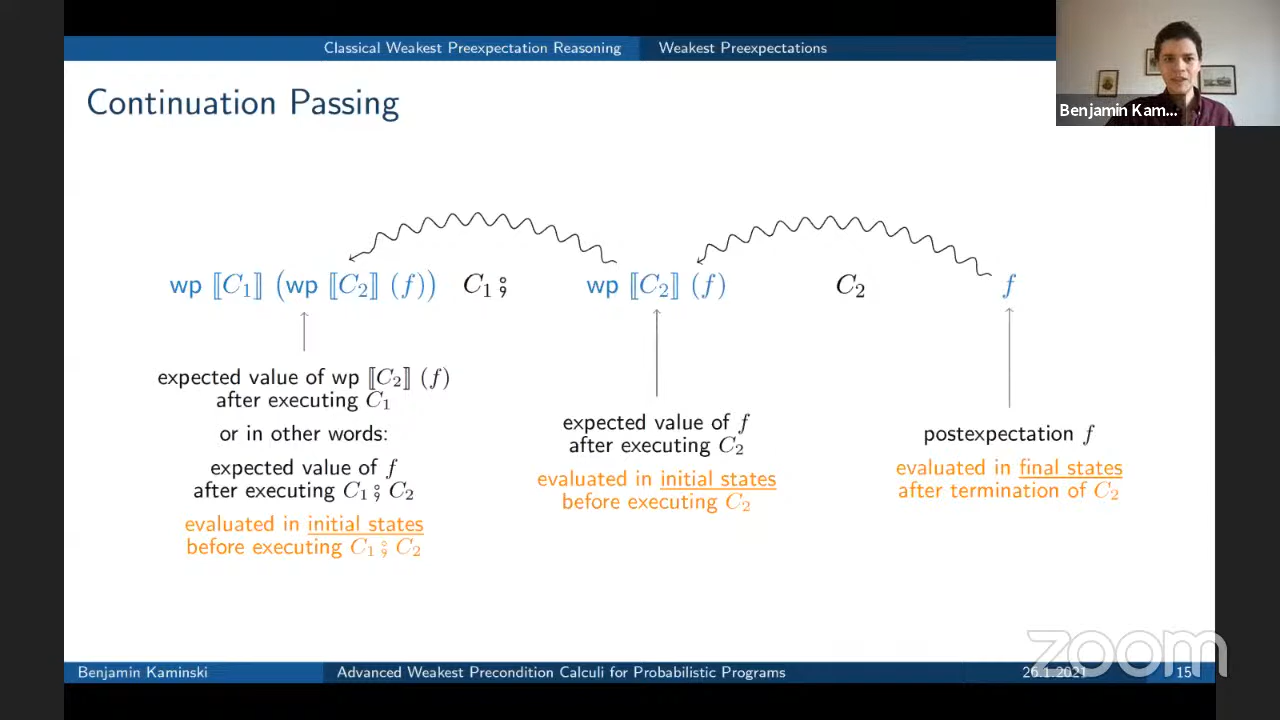 Classical Weakest Preexpectation Reasoning Weakest Preexpectations
Continuation Passing
Benjamin Kam...
wp ⟦C₁⟧ (wp ⟦C₂⟧ (f)) C₁ ⨟ wp ⟦C₂⟧ (f) C₂ f
expected value of wp ⟦C₂⟧ (f)
after executing C₁
or in other words:
expected value of f
after executing C₁ ⨟ C₂
evaluated in initial states
before executing C₁ ⨟ C₂
expected value of f
after executing C₂
evaluated in initial states
before executing C₂
postexpectation f
evaluated in final states
after termination of C₂
zoom
Benjamin Kaminski Advanced Weakest Precondition Calculi for Probabilistic Programs 26.1.2021 15